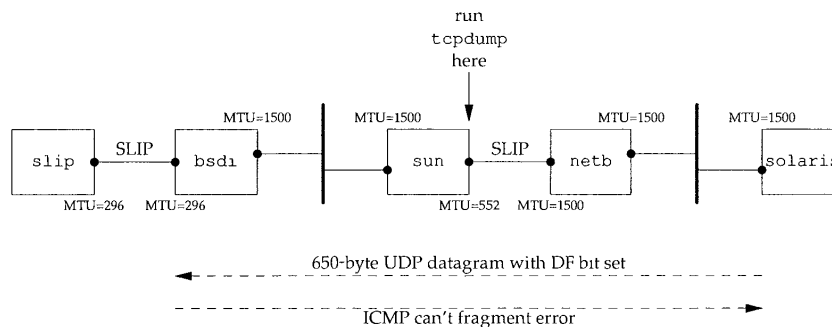 run
tcpdump
here
MTU=1500 MTU=1500 MTU=1500 MTU=1500
slip SLIP bsdi sun SLIP netb solaris
MTU=296 MTU=296 MTU=552 MTU=1500
650-byte UDP datagram with DF bit set
ICMP can't fragment error